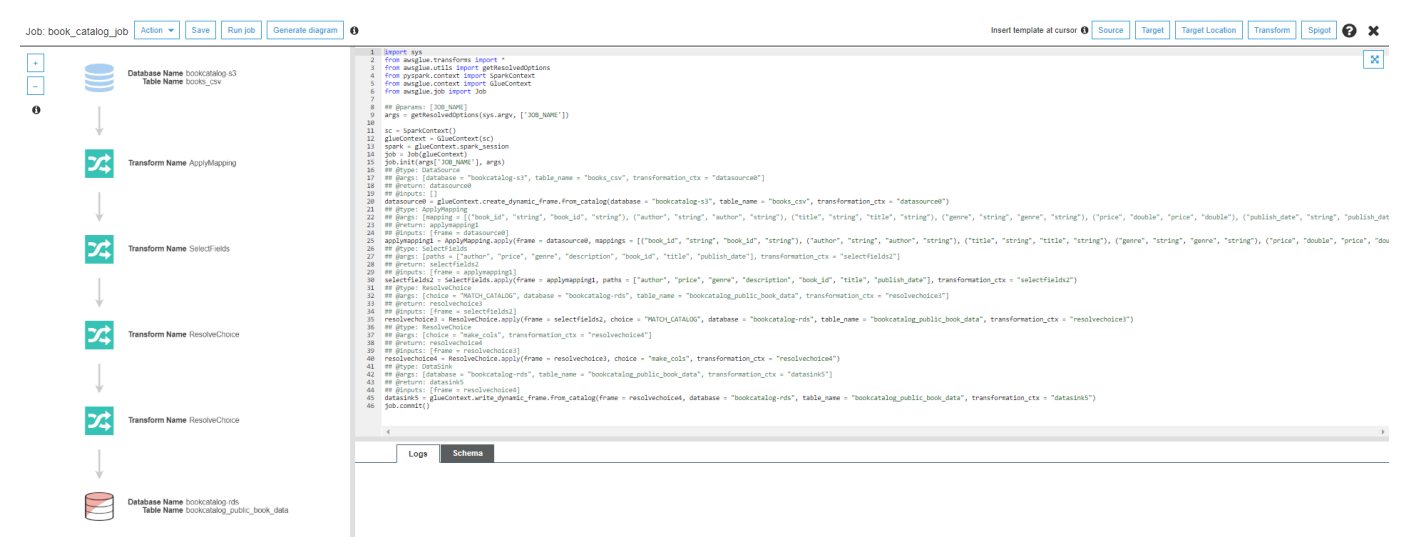 Job: book_catalog_job Action Save Run job Generate diagram Insert template at cursor Source Target Target Location Transform Spigot
Database Name bookcatalog-s3
Table Name books_csv
Transform Name ApplyMapping
Transform Name SelectFields
Transform Name ResolveChoice
Transform Name ResolveChoice
Database Name bookcatalog-rds
Table Name bookcatalog_public_book_data
1 import sys
2 from awsglue.transforms import *
3 from awsglue.utils import getResolvedOptions
4 from pyspark.context import SparkContext
5 from awsglue.context import GlueContext
6 from awsglue.job import Job
7
8 ## @params: [JOB_NAME]
9 args = getResolvedOptions(sys.argv, ['JOB_NAME'])
10
11 sc = SparkContext()
12 glueContext = GlueContext(sc)
13 spark = glueContext.spark_session
14 job = Job(glueContext)
15 job.init(args['JOB_NAME'], args)
16 ## @type: DataSource
17 ## @args: [database = "bookcatalog-s3", table_name = "books_csv", transformation_ctx = "datasource0"]
18 ## @return: datasource0
19 ## @inputs: []
20 datasource0 = glueContext.create_dynamic_frame.from_catalog(database = "bookcatalog-s3", table_name = "books_csv", transformation_ctx = "datasource0")
21 ## @type: ApplyMapping
22 ## @args: [mapping = [("book_id", "string", "book_id", "string"), ("author", "string", "author", "string"), ("title", "string", "title", "string"), ("genre", "string", "genre", "string"), ("price", "double", "price", "double"), ("publish_date", "string", "publish_dat
23 ## @return: applymapping1
24 ## @inputs: [frame = datasource0]
25 applymapping1 = ApplyMapping.apply(frame = datasource0, mappings = [("book_id", "string", "book_id", "string"), ("author", "string", "author", "string"), ("title", "string", "title", "string"), ("genre", "string", "genre", "string"), ("price", "double", "price", "dou
26 ## @type: SelectFields
27 ## @args: [paths = ["author", "price", "genre", "description", "book_id", "title", "publish_date"], transformation_ctx = "selectfields2"]
28 ## @return: selectfields2
29 ## @inputs: [frame = applymapping1]
30 selectfields2 = SelectFields.apply(frame = applymapping1, paths = ["author", "price", "genre", "description", "book_id", "title", "publish_date"], transformation_ctx = "selectfields2")
31 ## @type: ResolveChoice
32 ## @args: [choice = "MATCH_CATALOG", database = "bookcatalog-rds", table_name = "bookcatalog_public_book_data", transformation_ctx = "resolvechoice3"]
33 ## @return: resolvechoice3
34 ## @inputs: [frame = selectfields2]
35 resolvechoice3 = ResolveChoice.apply(frame = selectfields2, choice = "MATCH_CATALOG", database = "bookcatalog-rds", table_name = "bookcatalog_public_book_data", transformation_ctx = "resolvechoice3")
36 ## @type: ResolveChoice
37 ## @args: [choice = "make_cols", transformation_ctx = "resolvechoice4"]
38 ## @return: resolvechoice4
39 ## @inputs: [frame = resolvechoice3]
40 resolvechoice4 = ResolveChoice.apply(frame = resolvechoice3, choice = "make_cols", transformation_ctx = "resolvechoice4")
41 ## @type: DataSink
42 ## @args: [database = "bookcatalog-rds", table_name = "bookcatalog_public_book_data", transformation_ctx = "datasink5"]
43 ## @return: datasink5
44 ## @inputs: [frame = resolvechoice4]
45 datasink5 = glueContext.write_dynamic_frame.from_catalog(frame = resolvechoice4, database = "bookcatalog-rds", table_name = "bookcatalog_public_book_data", transformation_ctx = "datasink5")
46 job.commit()
Logs Schema